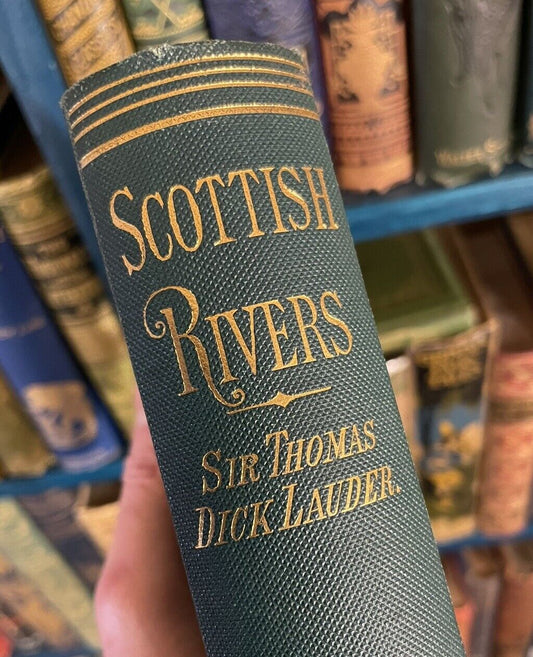 SCOTTISH
RIVERS
SIR THOMAS
DICK LAUDER.